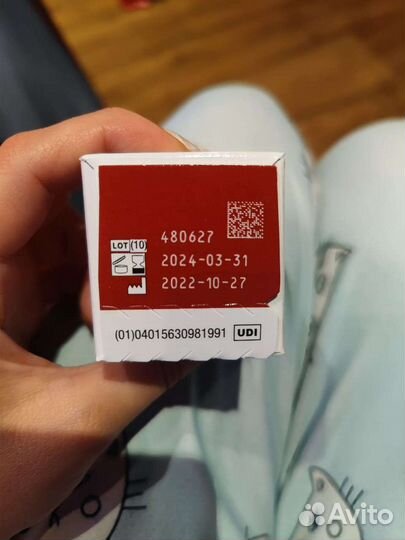 LOT (10) 480627
2024-03-31
2022-10-27
(01)04015630981991 UDI
Avito